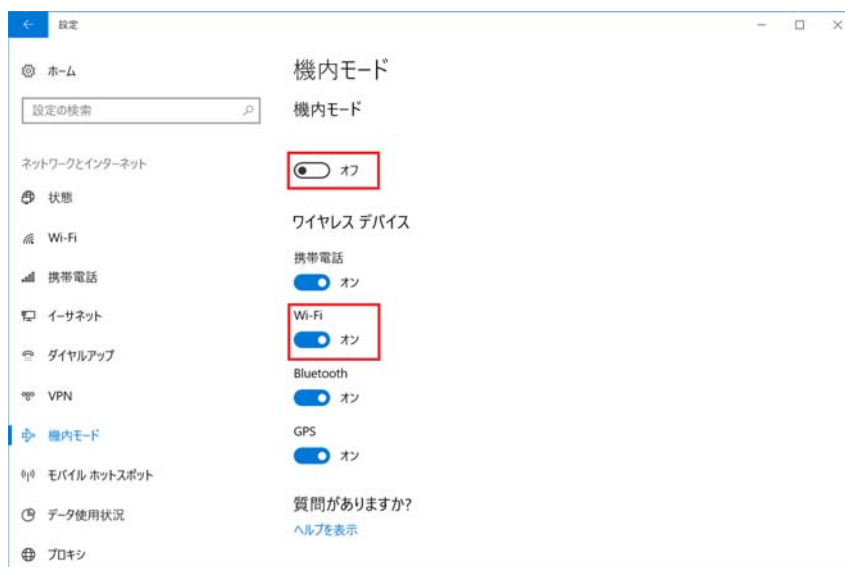 設定
ホーム
設定の検索
ネットワークとインターネット
状態
Wi-Fi
携帯電話
イーサネット
ダイヤルアップ
VPN
機内モード
モバイル ホットスポット
データ使用状況
プロキシ
機内モード
機内モード
オフ
ワイヤレス デバイス
携帯電話
オン
Wi-Fi
オン
Bluetooth
オン
GPS
オン
質問がありますか?
ヘルプを表示